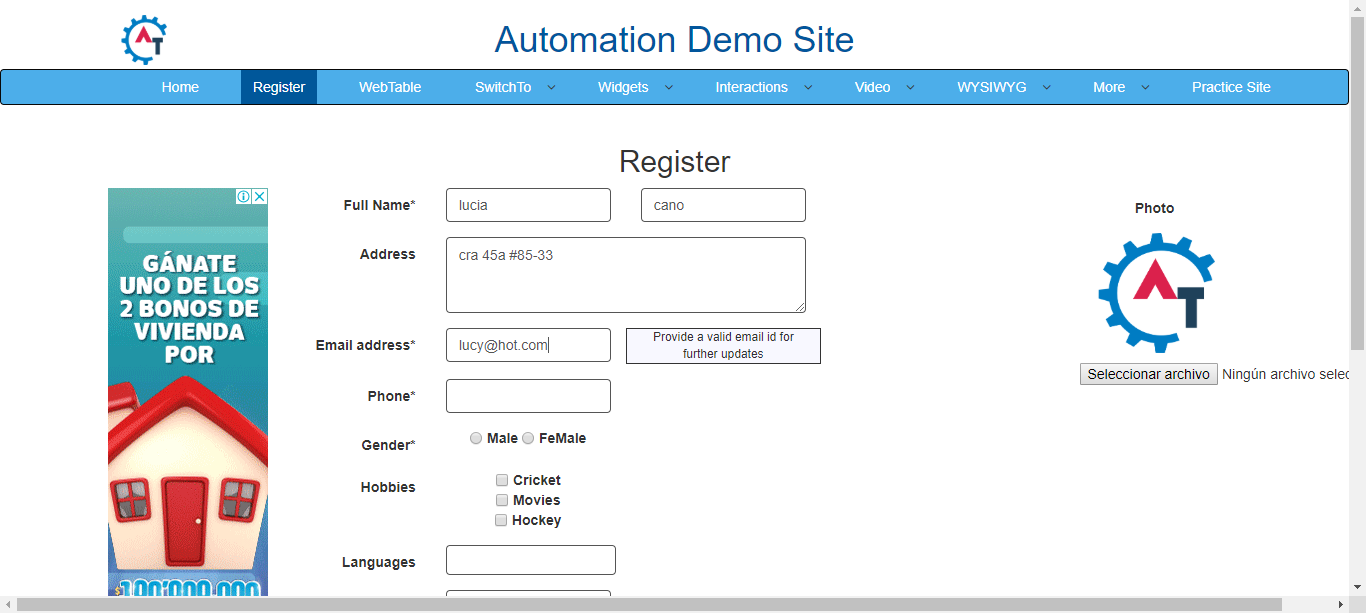 AT
Automation Demo Site
Home Register WebTable SwitchTo Widgets Interactions Video WYSIWYG More Practice Site
Register
Full Name* lucia cano
Photo
Address cra 45a #85-33
GÁNATE
UNO DE LOS
2 BONOS DE
VIVIENDA
POR
AT
Email address* lucy@hot.com Provide a valid email id for
further updates
Seleccionar archivo Ningún archivo selec
Phone*
Gender* Male FeMale
Hobbies Cricket
Movies
Hockey
Languages
$100'000.000